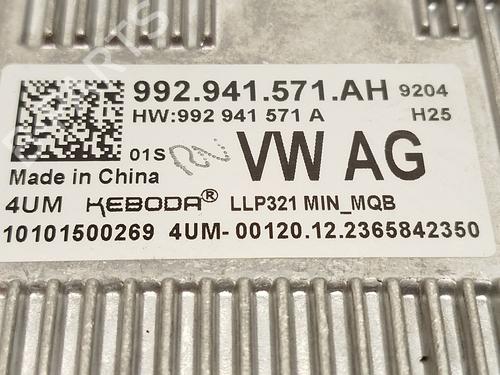 992.941.571.AH 9204
HW:992 941 571 A H25
01S VW AG
Made in China
4UM KEBODA® LLP321 MIN_MQB
10101500269 4UM-00120.12.2365842350